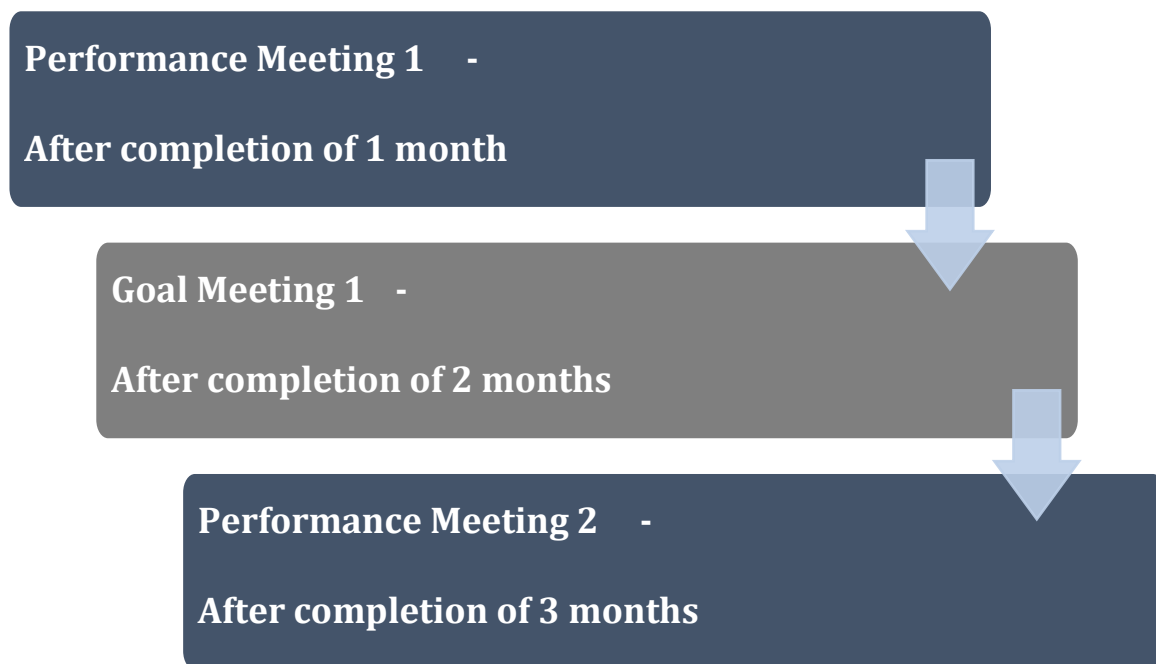 Performance Meeting 1 -
After completion of 1 month
Goal Meeting 1 -
After completion of 2 months
Performance Meeting 2 -
After completion of 3 months